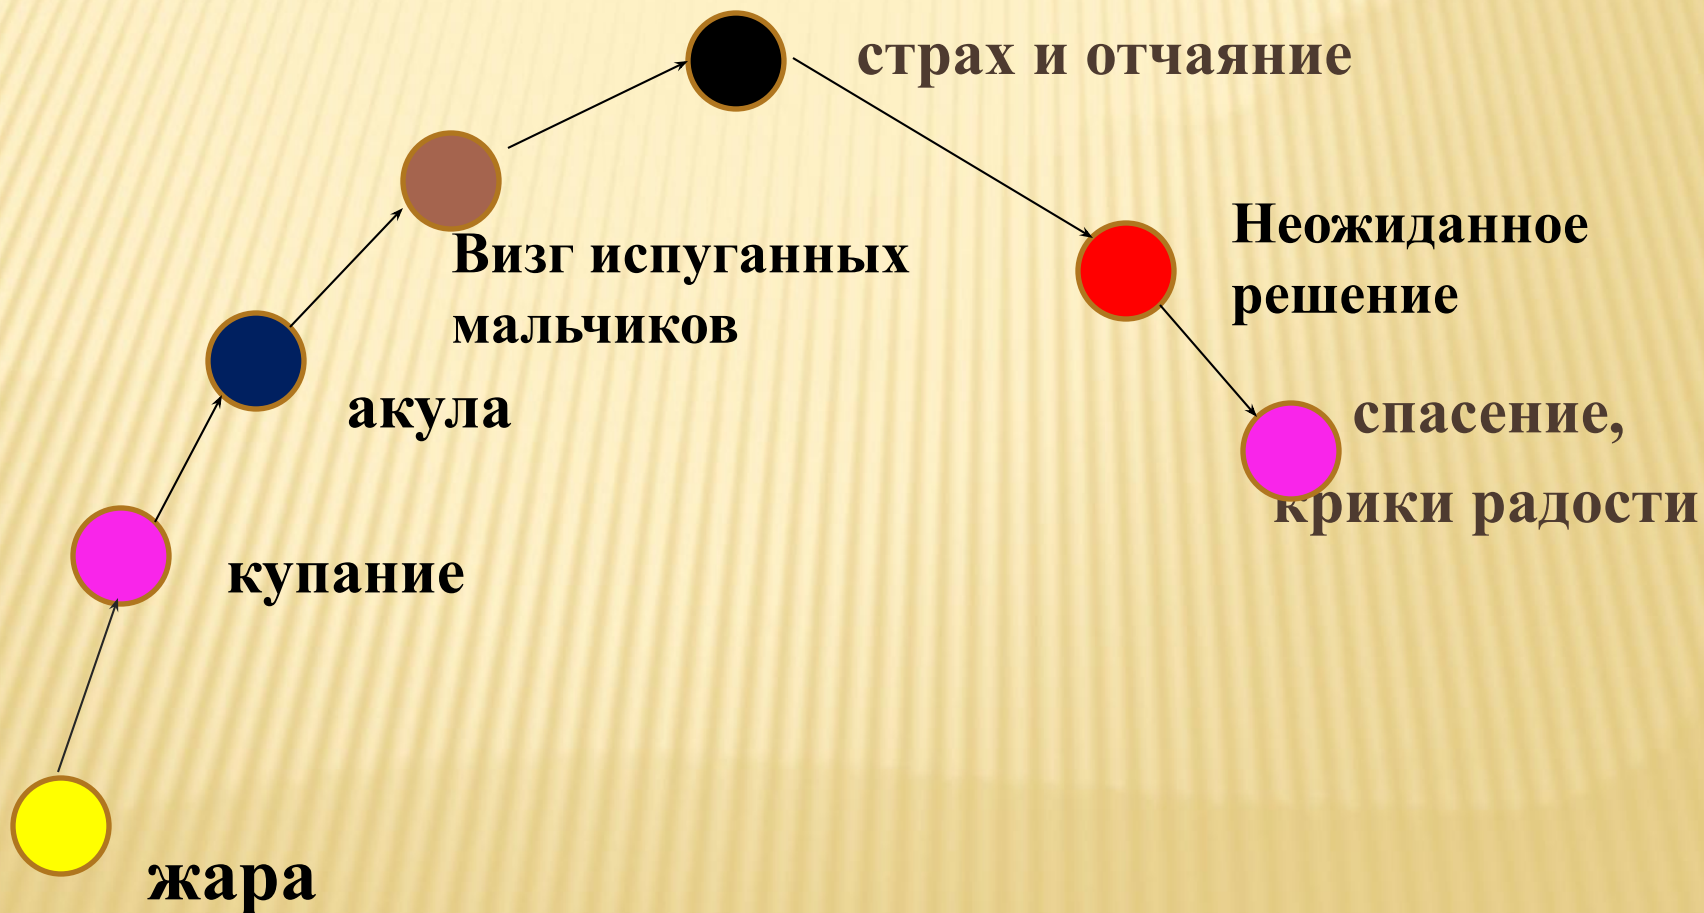 страх и отчаяние
Неожиданное
решение
Визг испуганных
мальчиков
акула
спасение,
крики радости
купание
жара